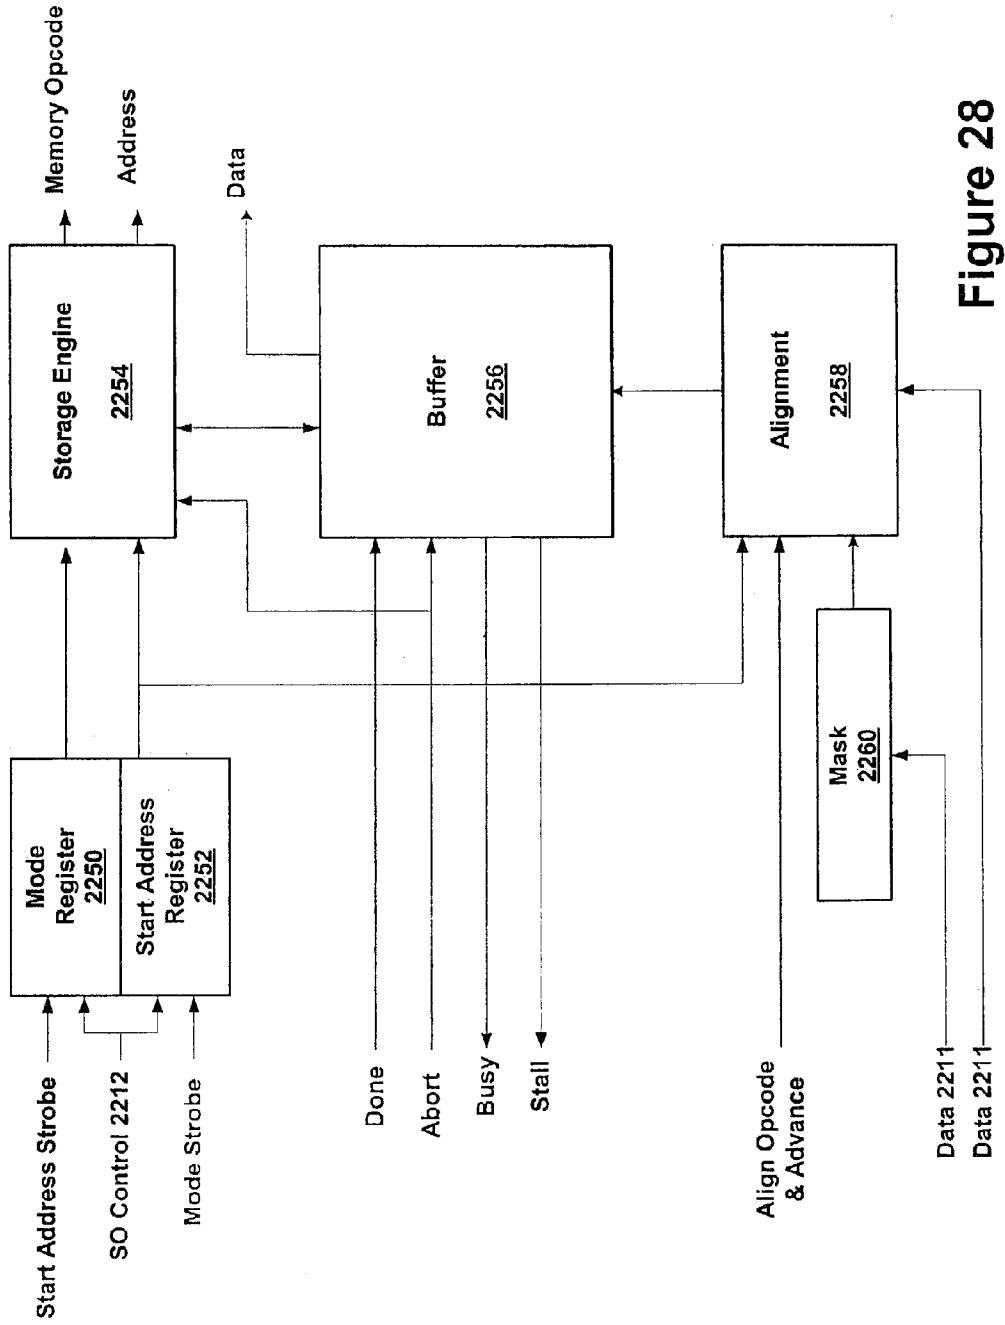 Start Address Strobe
SO Control 2212
Mode Strobe
Mode
Register
2250
Start Address
Register
2252
Storage Engine
2254
Memory Opcode
Address
Data
Done
Abort
Busy
Stall
Buffer
2256
Align Opcode
& Advance
Alignment
2258
Mask
2260
Data 2211
Data 2211
Figure 28